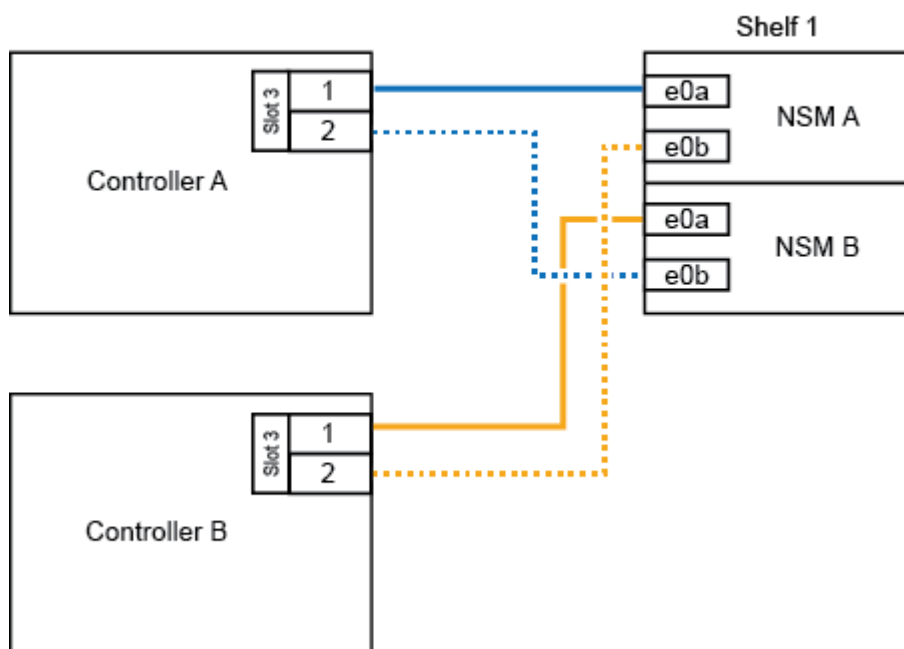 Shelf 1
Slot 3
1
2
Controller A
e0a
e0b
NSM A
e0a
e0b
NSM B
Slot 3
1
2
Controller B